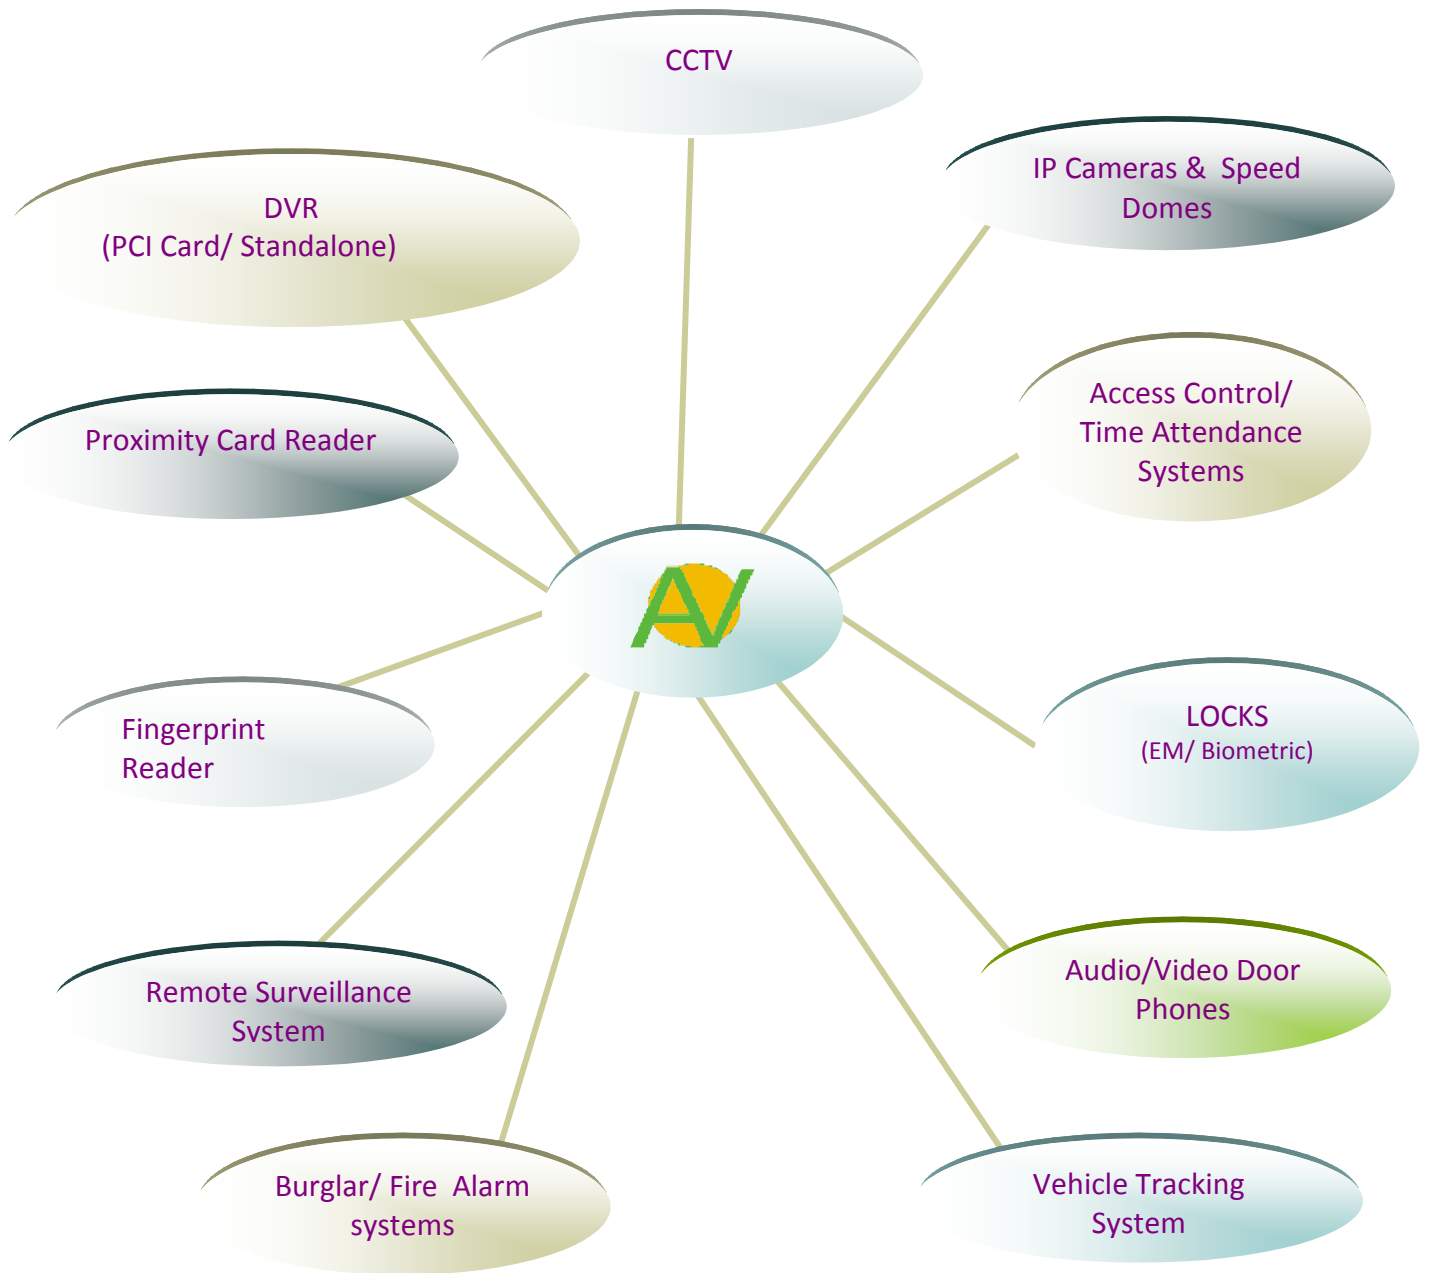 CCTV
IP Cameras & Speed
Domes
DVR
(PCI Card/ Standalone)
Access Control/
Time Attendance
Systems
Proximity Card Reader
AV
Fingerprint
Reader
LOCKS
(EM/ Biometric)
Remote Surveillance
System
Audio/Video Door
Phones
Burglar/ Fire Alarm
systems
Vehicle Tracking
System